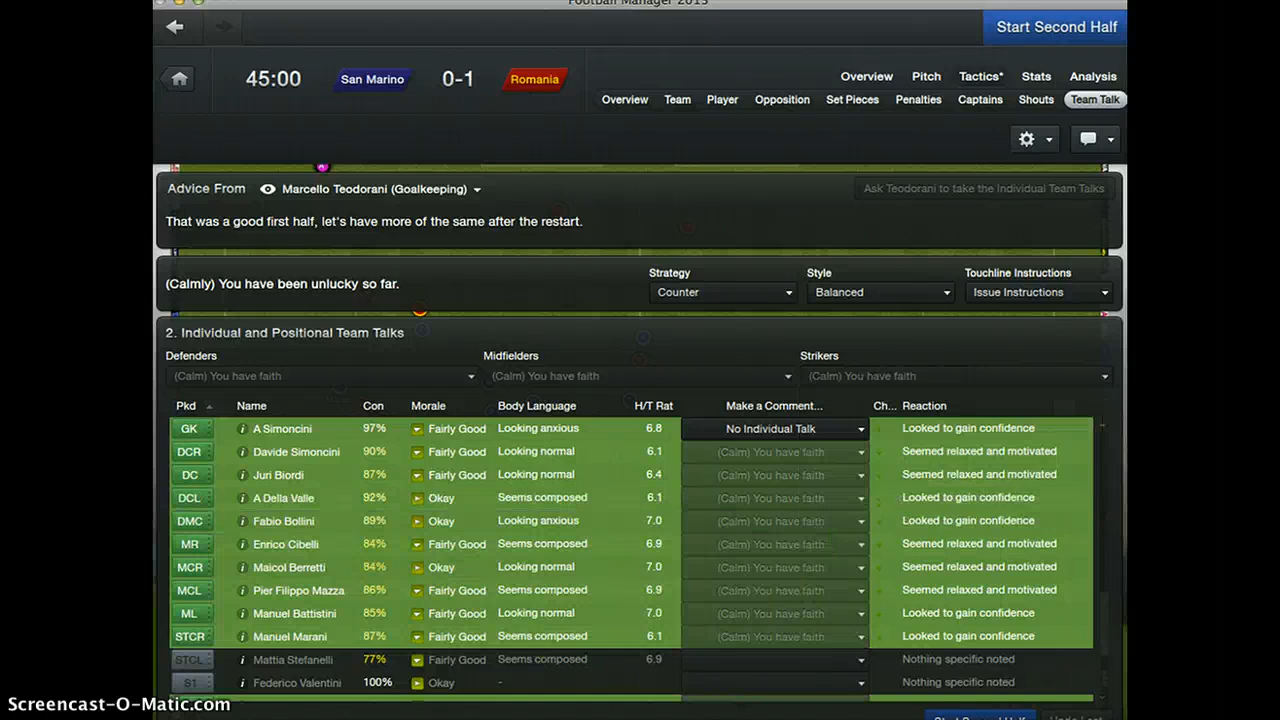 Football Manager 2013
Start Second Half
45:00 San Marino 0-1 Romania
Overview Pitch Tactics* Stats Analysis
Overview Team Player Opposition Set Pieces Penalties Captains Shouts Team Talk
Advice From Marcello Teodorani (Goalkeeping) Ask Teodorani to take the Individual Team Talks
That was a good first half, let's have more of the same after the restart.
Strategy Style Touchline Instructions
(Calmly) You have been unlucky so far. Counter Balanced Issue Instructions
2. Individual and Positional Team Talks
Defenders Midfielders Strikers
(Calm) You have faith (Calm) You have faith (Calm) You have faith
Pkd Name Con Morale Body Language H/T Rat Make a Comment... Ch... Reaction
GK i A Simoncini 97% Fairly Good Looking anxious 6.8 No Individual Talk Looked to gain confidence
DCR i Davide Simoncini 90% Fairly Good Looking normal 6.1 (Calm) You have faith Seemed relaxed and motivated
DC i Juri Biordi 87% Fairly Good Looking normal 6.4 (Calm) You have faith Seemed relaxed and motivated
DCL i A Della Valle 92% Okay Seems composed 6.1 (Calm) You have faith Looked to gain confidence
DMC i Fabio Bollini 89% Okay Looking anxious 7.0 (Calm) You have faith Looked to gain confidence
MR i Enrico Cibelli 84% Fairly Good Seems composed 6.9 (Calm) You have faith Seemed relaxed and motivated
MCR i Maicol Berretti 84% Okay Looking normal 7.0 (Calm) You have faith Seemed relaxed and motivated
MCL i Pier Filippo Mazza 86% Fairly Good Seems composed 6.9 (Calm) You have faith Seemed relaxed and motivated
ML i Manuel Battistini 85% Fairly Good Looking normal 7.0 (Calm) You have faith Looked to gain confidence
STCR i Manuel Marani 87% Fairly Good Seems composed 6.1 (Calm) You have faith Looked to gain confidence
STCL i Mattia Stefanelli 77% Fairly Good Seems composed 6.9 Nothing specific noted
S1 i Federico Valentini 100% Okay - Nothing specific noted
Screencast-O-Matic.com
Start Second Half